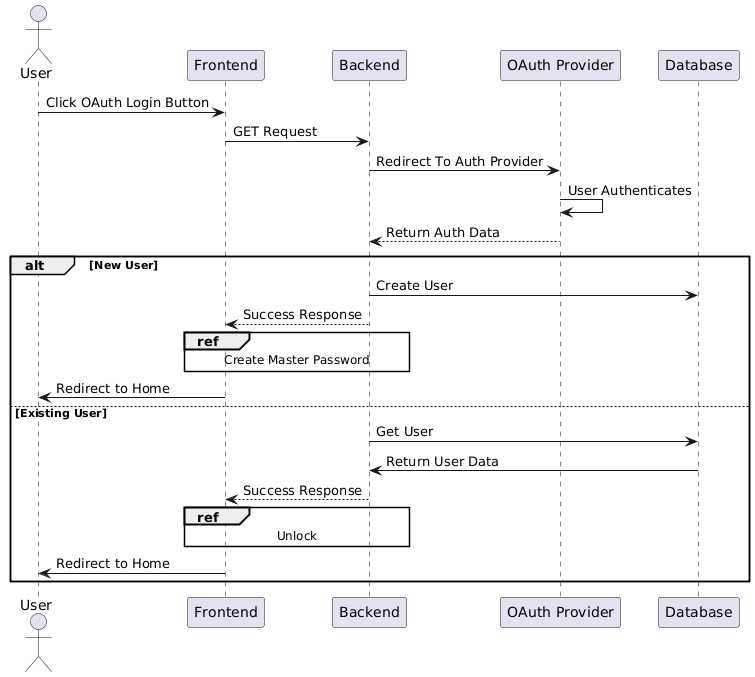 User
Frontend
Backend
OAuth Provider
Database
Click OAuth Login Button
GET Request
Redirect To Auth Provider
User Authenticates
Return Auth Data
alt
[New User]
Create User
Success Response
ref
Create Master Password
Redirect to Home
[Existing User]
Get User
Return User Data
Success Response
ref
Unlock
Redirect to Home
User
Frontend
Backend
OAuth Provider
Database